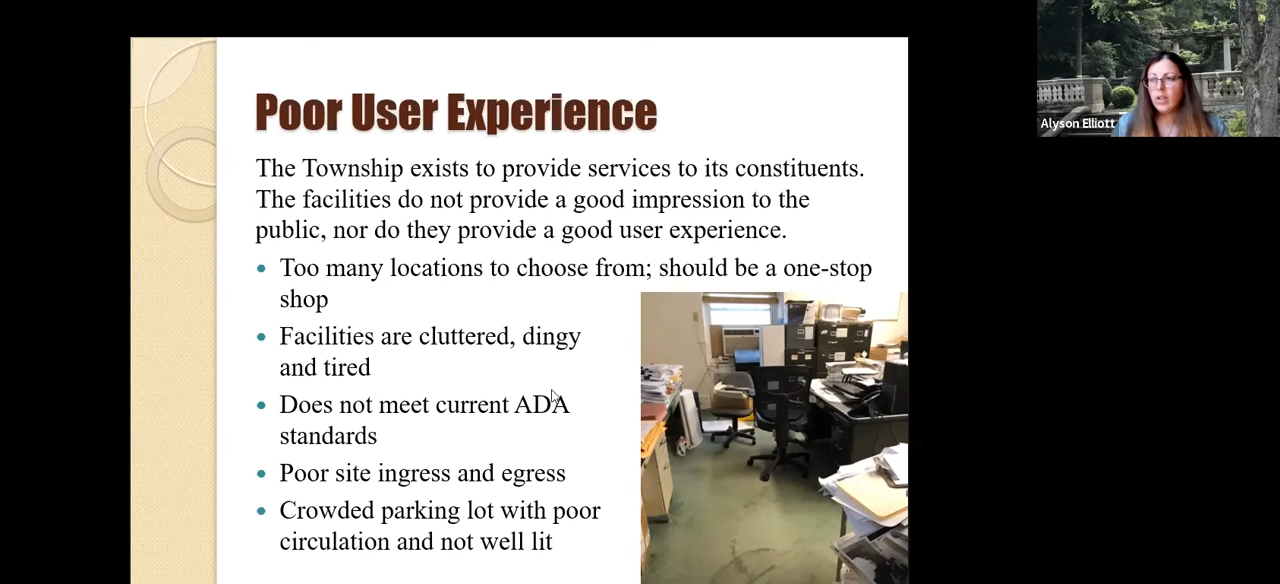 Poor User Experience
The Township exists to provide services to its constituents.
The facilities do not provide a good impression to the
public, nor do they provide a good user experience.
• Too many locations to choose from; should be a one-stop
shop
• Facilities are cluttered, dingy
and tired
• Does not meet current ADA
standards
• Poor site ingress and egress
• Crowded parking lot with poor
circulation and not well lit
Alyson Elliott